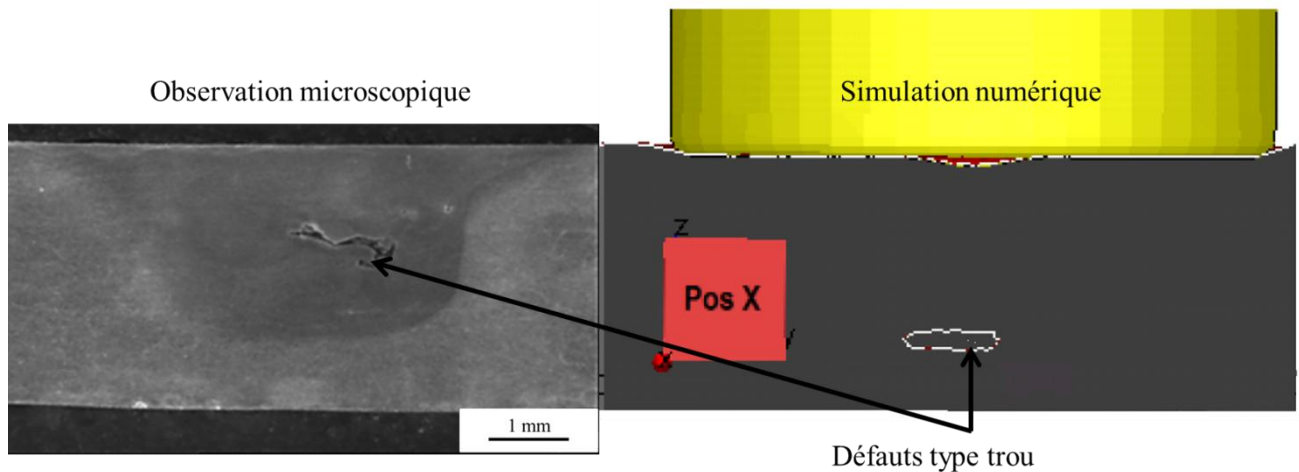 Observation microscopique
Simulation numérique
Z
Pos X
X
Y
1 mm
Défauts type trou